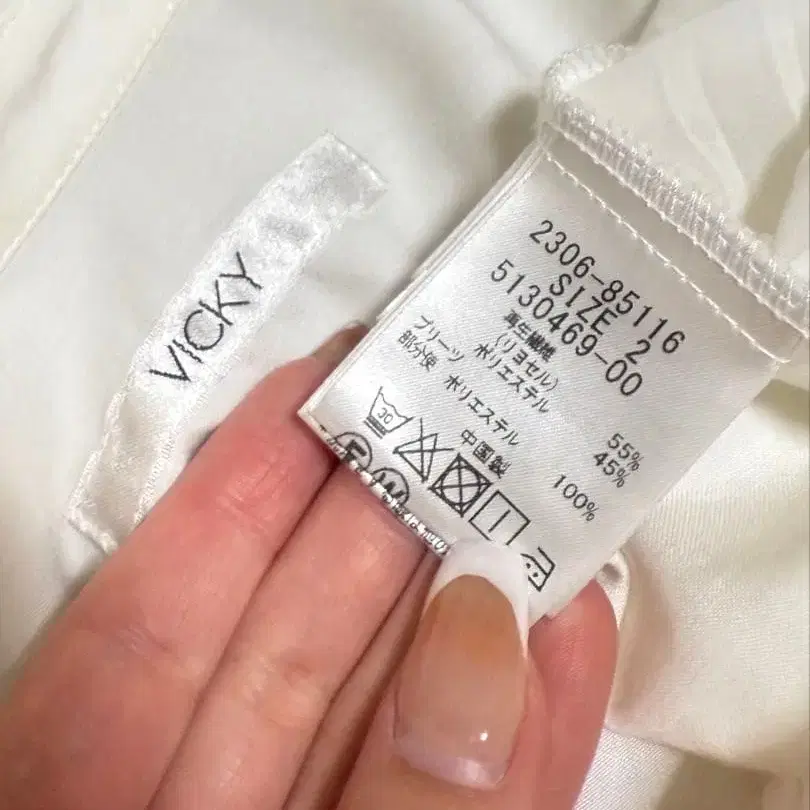 VICKY
2306-85116
SIZE 2
5130469-00
再生繊維
(リヨセル) 55%
ポリエステル 45%
プリーツ
部分使 ポリエステル 100%
中国製
30
F W